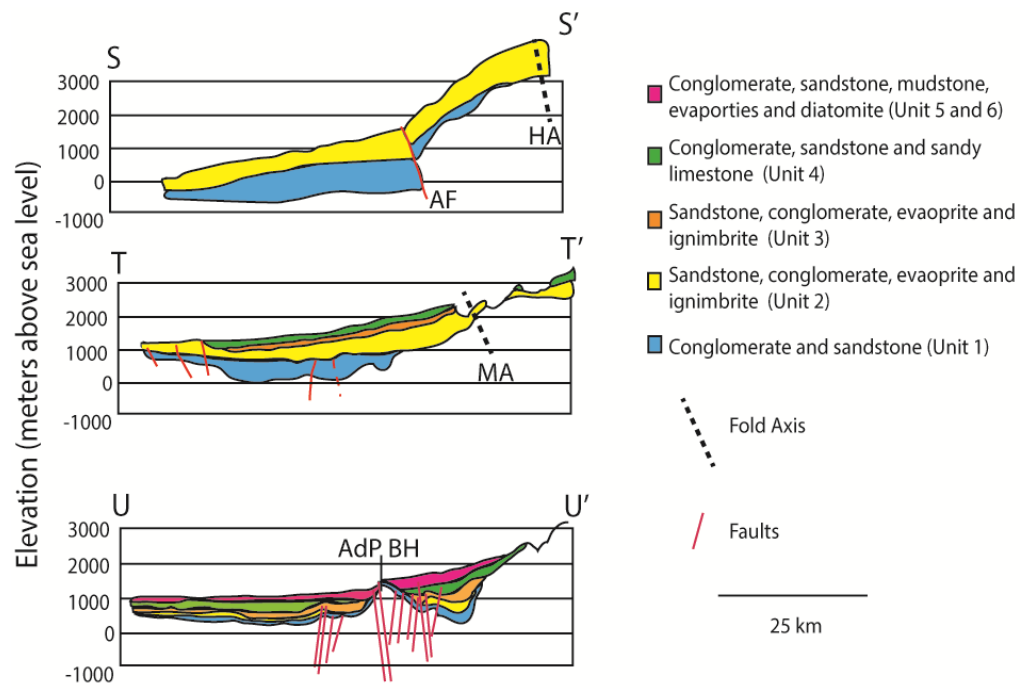 Elevation (meters above sea level)
S
S'
3000
2000
1000
0
-1000
HA
AF
T
T'
3000
2000
1000
0
-1000
MA
U
U'
3000
2000
1000
0
-1000
AdP BH
Conglomerate, sandstone, mudstone,
evaporties and diatomite (Unit 5 and 6)
Conglomerate, sandstone and sandy
limestone (Unit 4)
Sandstone, conglomerate, evaoprite and
ignimbrite (Unit 3)
Sandstone, conglomerate, evaoprite and
ignimbrite (Unit 2)
Conglomerate and sandstone (Unit 1)
Fold Axis
Faults
25 km